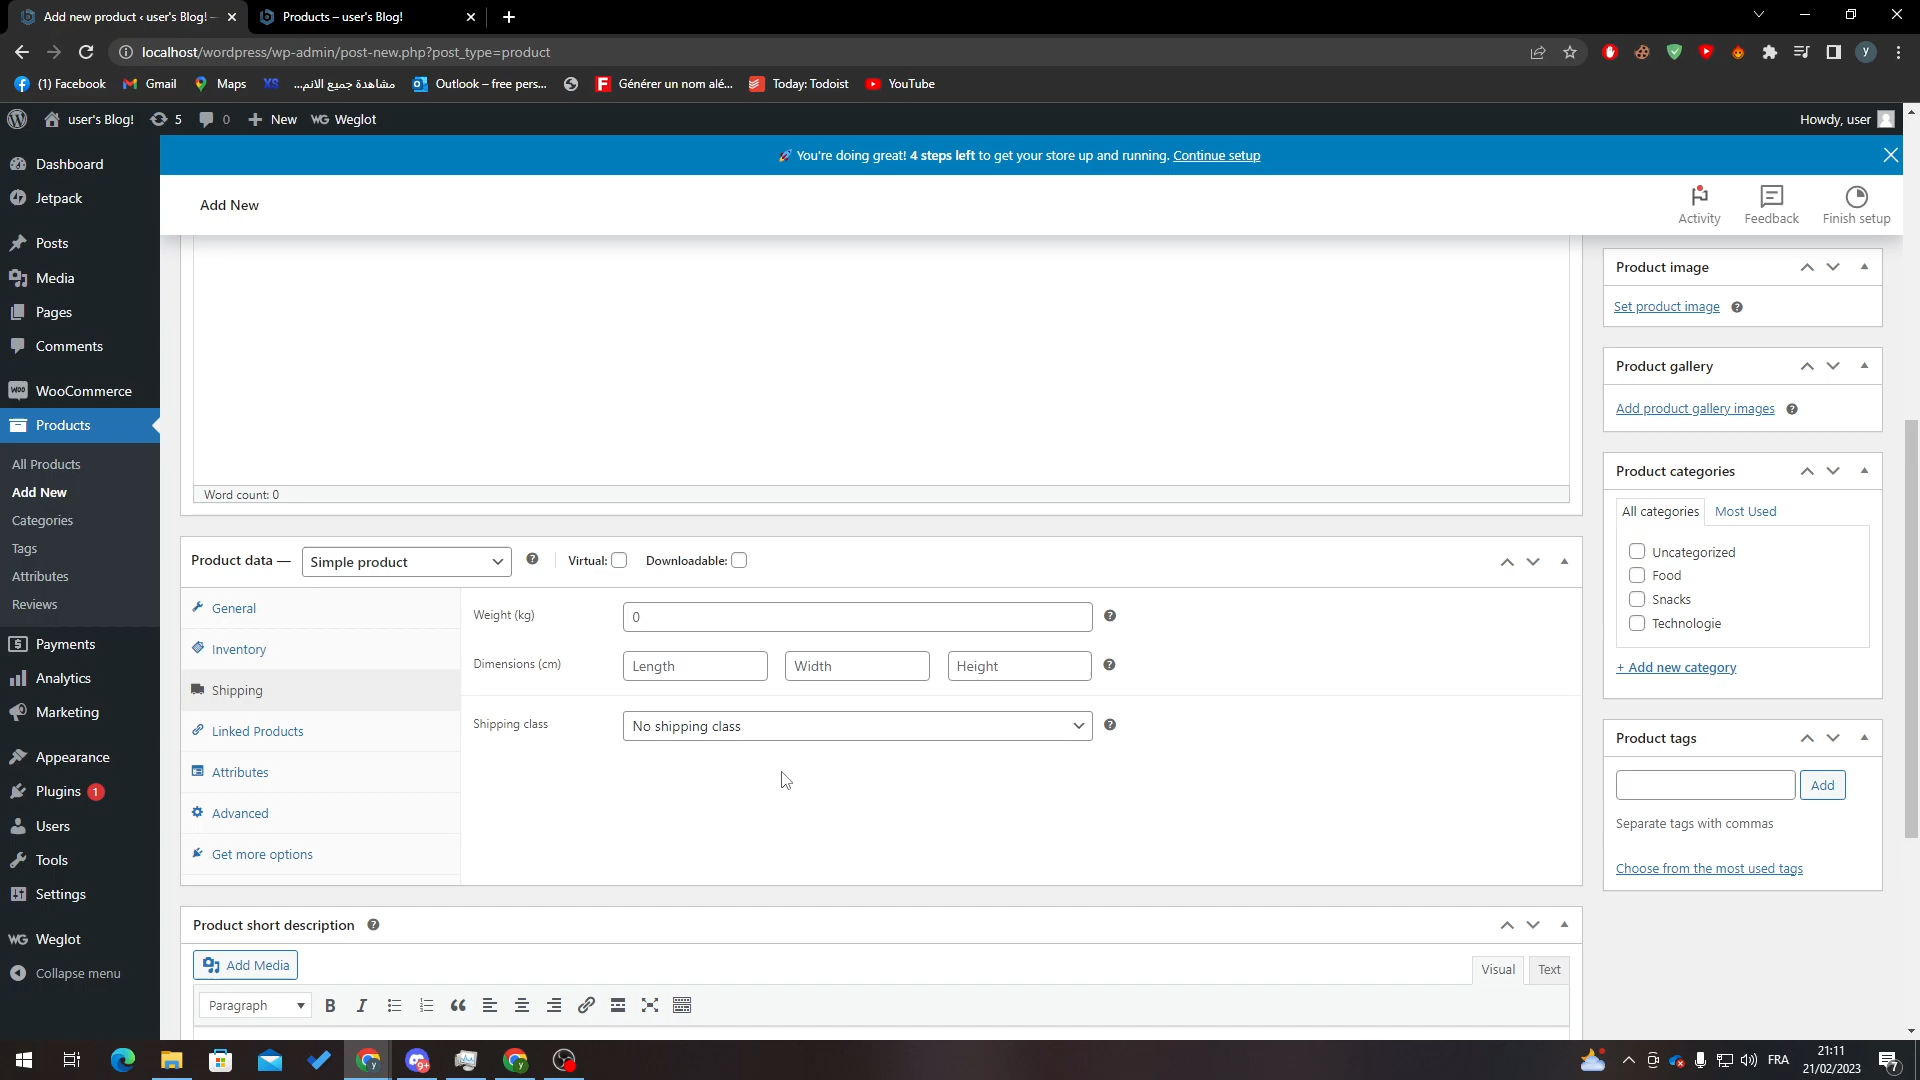 Add new product ‹ user's Blog! —
Products – user's Blog!
localhost/wordpress/wp-admin/post-new.php?post_type=product
y
(1) Facebook
Gmail
Maps
XS
مشاهدة جميع الانم...
Outlook – free pers...
Générer un nom alé...
Today: Todoist
YouTube
user's Blog!
5
0
New
WG Weglot
Howdy, user
🚀 You're doing great! 4 steps left to get your store up and running. Continue setup
Dashboard
Jetpack
Posts
Media
Pages
Comments
WooCommerce
Products
All Products
Add New
Categories
Tags
Attributes
Reviews
Payments
Analytics
Marketing
Appearance
Plugins 1
Users
Tools
Settings
WG Weglot
Collapse menu
Add New
Activity
Feedback
Finish setup
Word count: 0
Product data —
Simple product
Virtual:
Downloadable:
General
Inventory
Shipping
Linked Products
Attributes
Advanced
Get more options
Weight (kg)
0
Dimensions (cm)
Length
Width
Height
Shipping class
No shipping class
Product short description
Add Media
Visual
Text
Paragraph
B
I
Product image
Set product image
Product gallery
Add product gallery images
Product categories
All categories
Most Used
Uncategorized
Food
Snacks
Technologie
+ Add new category
Product tags
Add
Separate tags with commas
Choose from the most used tags
9+
FRA
21:11
21/02/2023
7